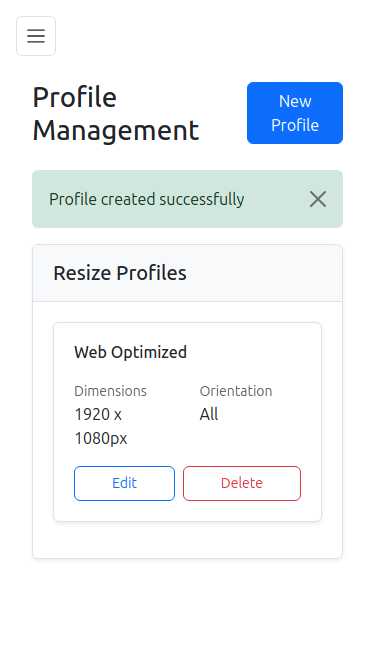 Profile
Management
New
Profile
Profile created successfully
Resize Profiles
Web Optimized
Dimensions
Orientation
1920 x
1080px
All
Edit
Delete